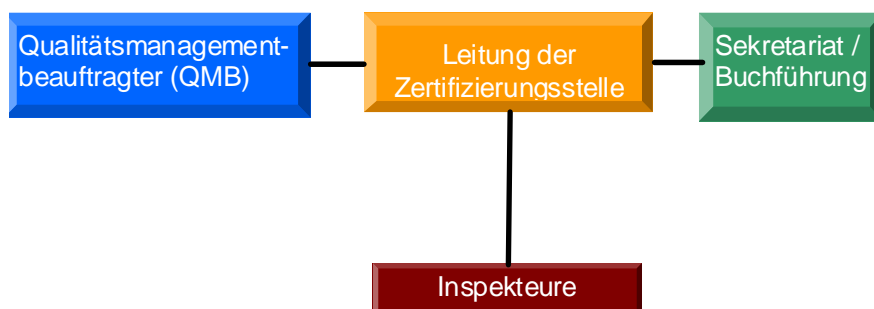 Qualitätsmanagement-
beauftragter (QMB)
Leitung der
Zertifizierungsstelle
Sekretariat /
Buchführung
Inspekteure